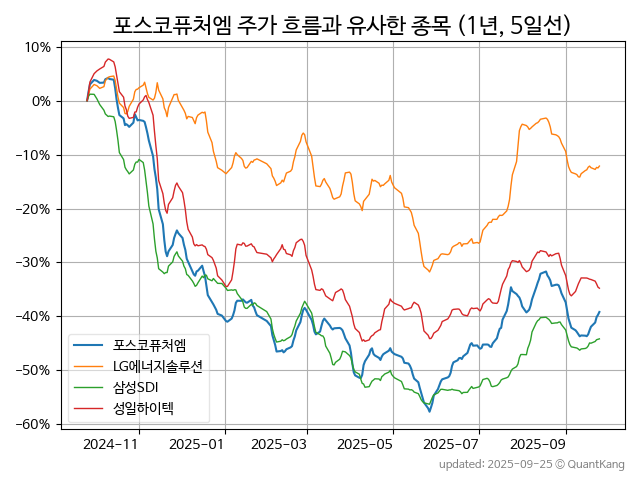 포스코퓨처엠 주가 흐름과 유사한 종목 (1년, 5일선)
10%
0%
−10%
−20%
−30%
−40%
−50%
−60%
포스코퓨처엠
LG에너지솔루션
삼성SDI
성일하이텍
2024−11
2025−01
2025−03
2025−05
2025−07
2025−09
updated: 2025-09-25 © QuantKang